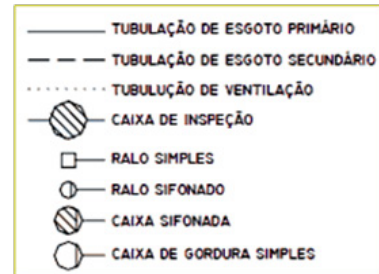 TUBULAÇÃO DE ESGOTO PRIMÁRIO
TUBULAÇÃO DE ESGOTO SECUNDÁRIO
TUBULUÇÃO DE VENTILAÇÃO
CAIXA DE INSPEÇÃO
RALO SIMPLES
RALO SIFONADO
CAIXA SIFONADA
CAIXA DE GORDURA SIMPLES